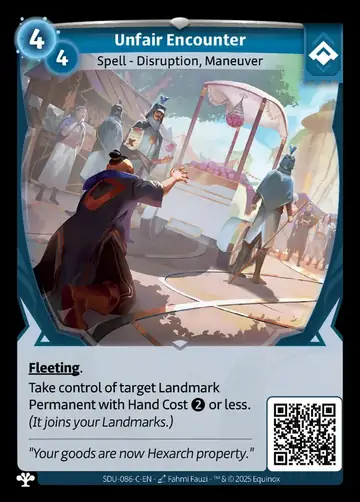 4
4
Unfair Encounter
Spell - Disruption, Maneuver
Fleeting.
Take control of target Landmark
Permanent with Hand Cost 2 or less.
(It joins your Landmarks.)
"Your goods are now Hexarch property."
SDU-086-C-EN - Fahmi Fauzi - ™ & © 2025 Equinox